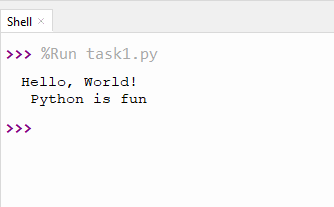 Shell ×
>>> %Run task1.py
Hello, World!
 Python is fun
>>>